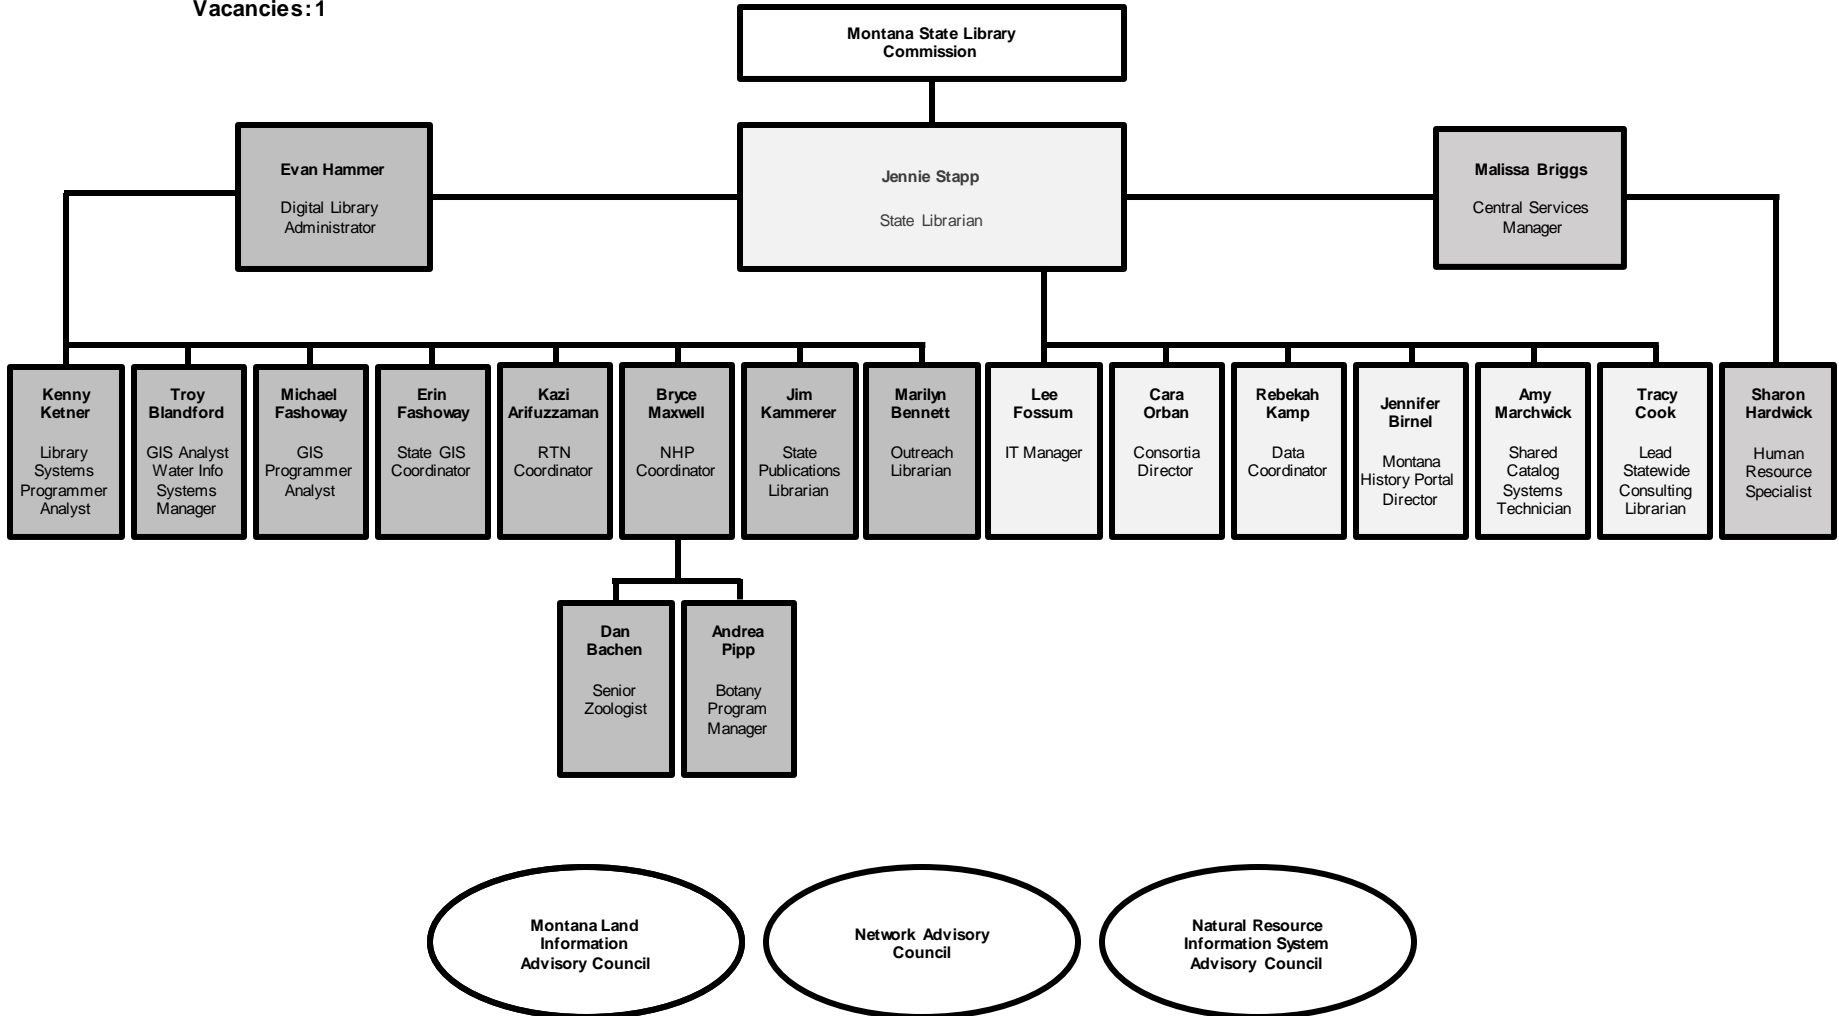 Vacancies: 1
Montana State Library
Commission
Evan Hammer
Digital Library
Administrator
Jennie Stapp
State Librarian
Malissa Briggs
Central Services
Manager
Kenny
Ketner
Library
Systems
Programmer
Analyst
Troy
Blandford
GIS Analyst
Water Info
Systems
Manager
Michael
Fashoway
GIS
Programmer
Analyst
Erin
Fashoway
State GIS
Coordinator
Kazi
Arifuzzaman
RTN
Coordinator
Bryce
Maxwell
NHP
Coordinator
Jim
Kammerer
State
Publications
Librarian
Marilyn
Bennett
Outreach
Librarian
Lee
Fossum
IT Manager
Cara
Orban
Consortia
Director
Rebekah
Kamp
Data
Coordinator
Jennifer
Birnel
Montana
History Portal
Director
Amy
Marchwick
Shared
Catalog
Systems
Technician
Tracy
Cook
Lead
Statewide
Consulting
Librarian
Sharon
Hardwick
Human
Resource
Specialist
Dan
Bachen
Senior
Zoologist
Andrea
Pipp
Botany
Program
Manager
Montana Land
Information
Advisory Council
Network Advisory
Council
Natural Resource
Information System
Advisory Council